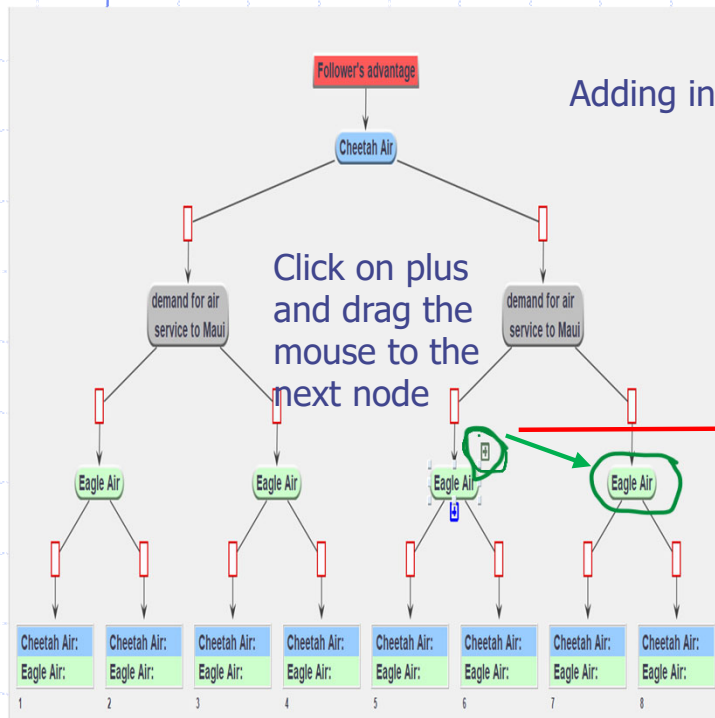 Follower's advantage
Adding in
Cheetah Air
Click on plus
and drag the
mouse to the
next node
demand for air
service to Maui
demand for air
service to Maui
Eagle Air
Eagle Air
Eagle Air
Eagle Air
Cheetah Air:
Eagle Air:
1
Cheetah Air:
Eagle Air:
2
Cheetah Air:
Eagle Air:
3
Cheetah Air:
Eagle Air:
4
Cheetah Air:
Eagle Air:
5
Cheetah Air:
Eagle Air:
6
Cheetah Air:
Eagle Air:
7
Cheetah Air:
Eagle Air:
8